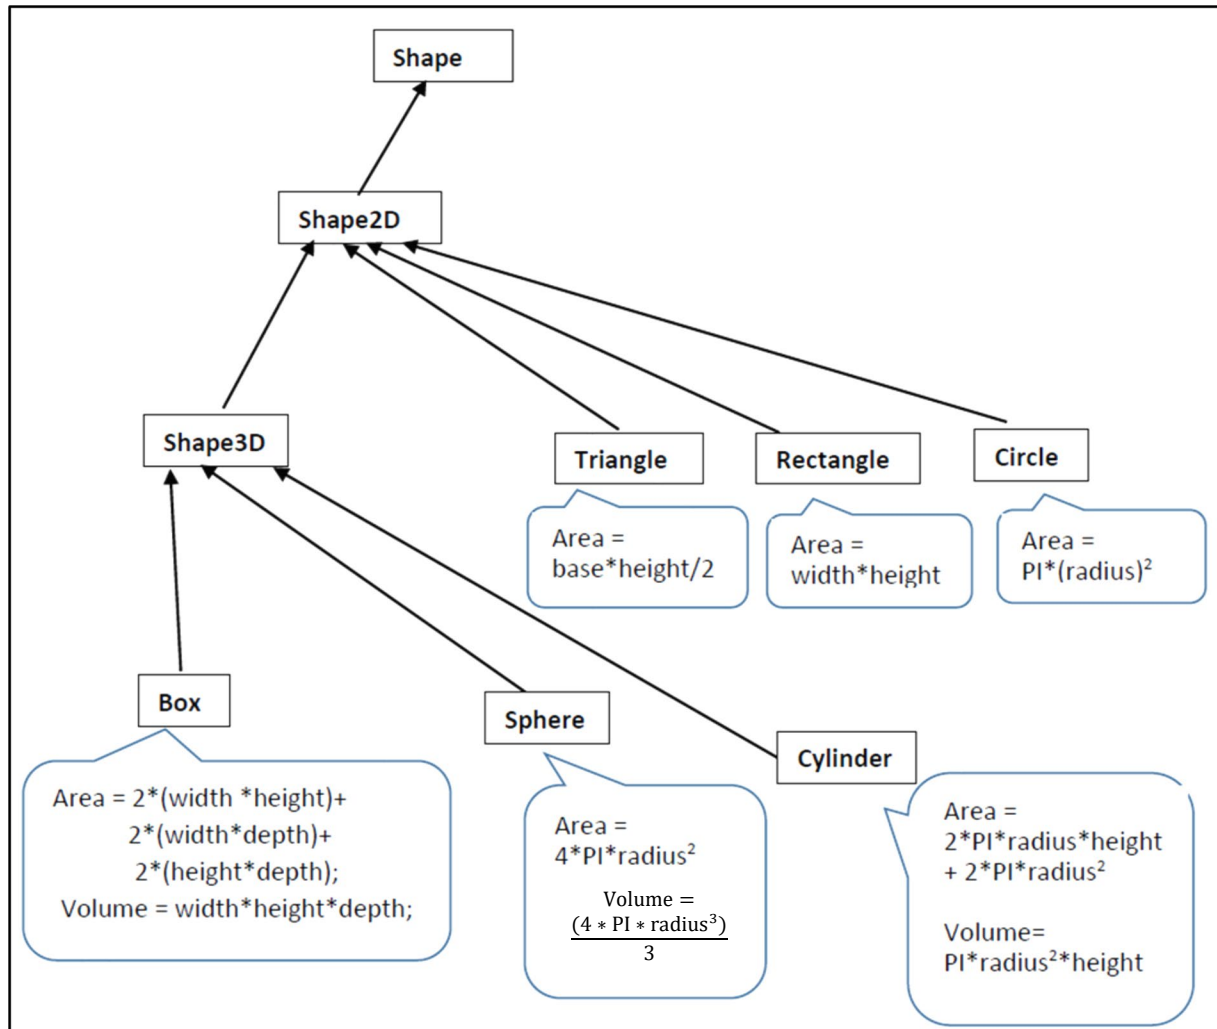 Shape
Shape2D
Shape3D
Triangle
Rectangle
Circle
Area =
base*height/2
Area =
width*height
Area =
PI*(radius)²
Box
Sphere
Cylinder
Area = 2*(width *height)+
2*(width*depth)+
2*(height*depth);
Volume = width*height*depth;
Area =
4*PI*radius²
Volume =
(4 * PI * radius³)
3
Area =
2*PI*radius*height
+ 2*PI*radius²
Volume=
PI*radius²*height